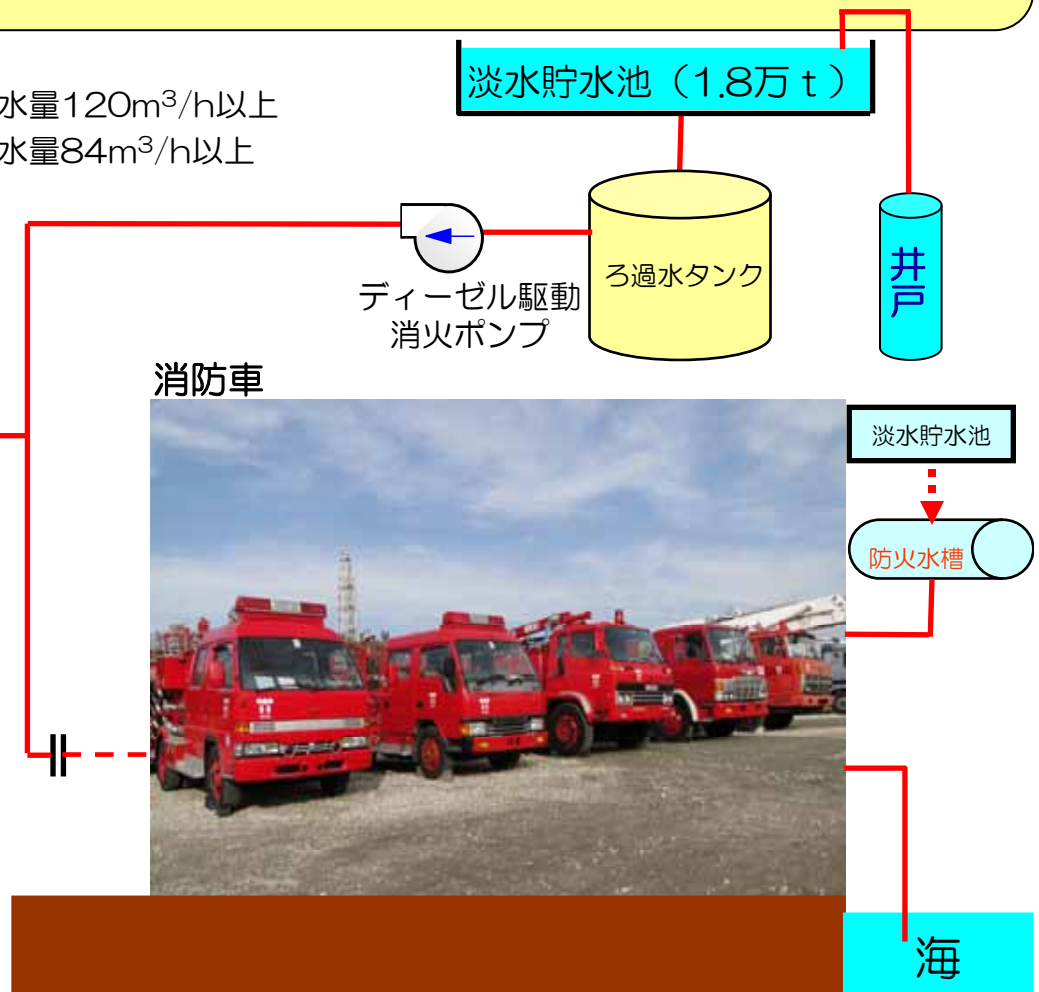 淡水貯水池（1.8万ｔ）
水量120m³/h以上
水量84m³/h以上
井戸
ろ過水タンク
ディーゼル駆動
消火ポンプ
消防車
淡水貯水池
防火水槽
海